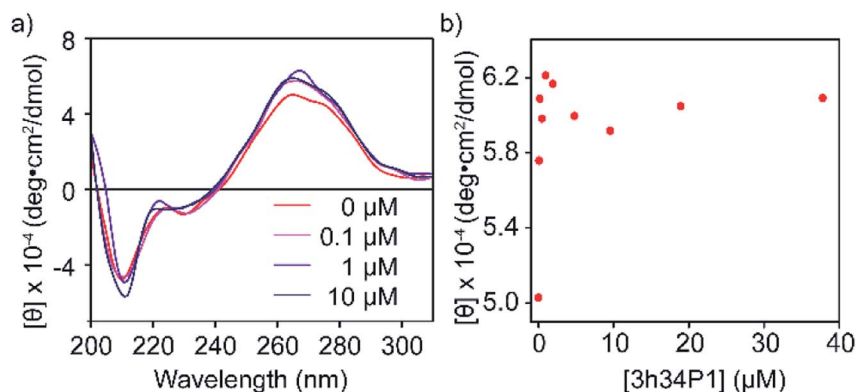 a)
[θ] x 10⁻⁴ (deg•cm²/dmol)
8
4
0
-4
0 µM
0.1 µM
1 µM
10 µM
200 220 240 260 280 300
Wavelength (nm)
b)
[θ] x 10⁻⁴ (deg•cm²/dmol)
6.2
5.8
5.4
5.0
0 10 20 30 40
[3h34P1] (µM)